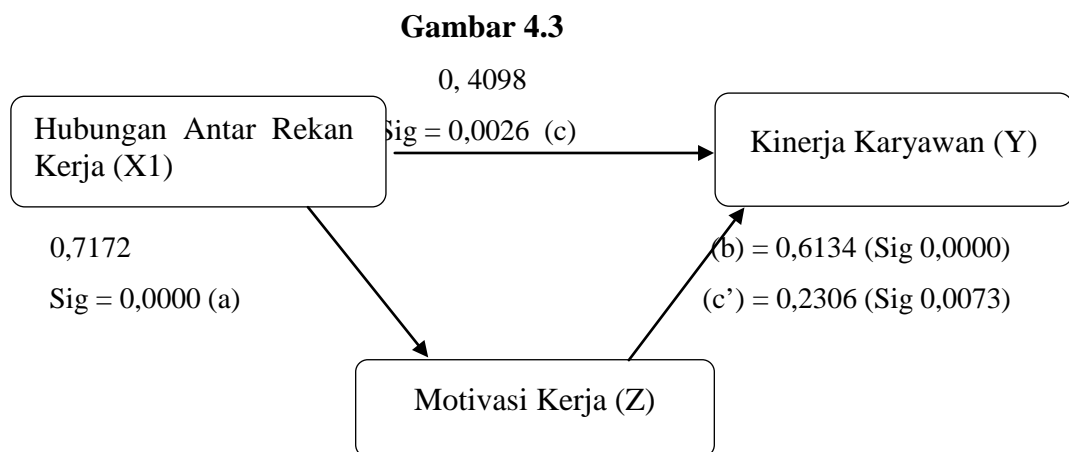 Gambar 4.3
0, 4098
Sig = 0,0026 (c)
Hubungan Antar Rekan
Kerja (X1)
Kinerja Karyawan (Y)
0,7172
Sig = 0,0000 (a)
(b) = 0,6134 (Sig 0,0000)
(c’) = 0,2306 (Sig 0,0073)
Motivasi Kerja (Z)